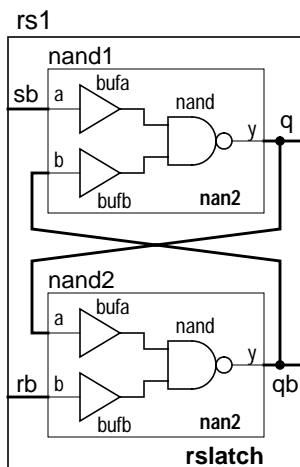 rs1
nand1
sb
a
bufa
nand
y
q
b
bufb
nan2
nand2
a
bufa
nand
y
rb
b
bufb
nan2
qb
rslatch